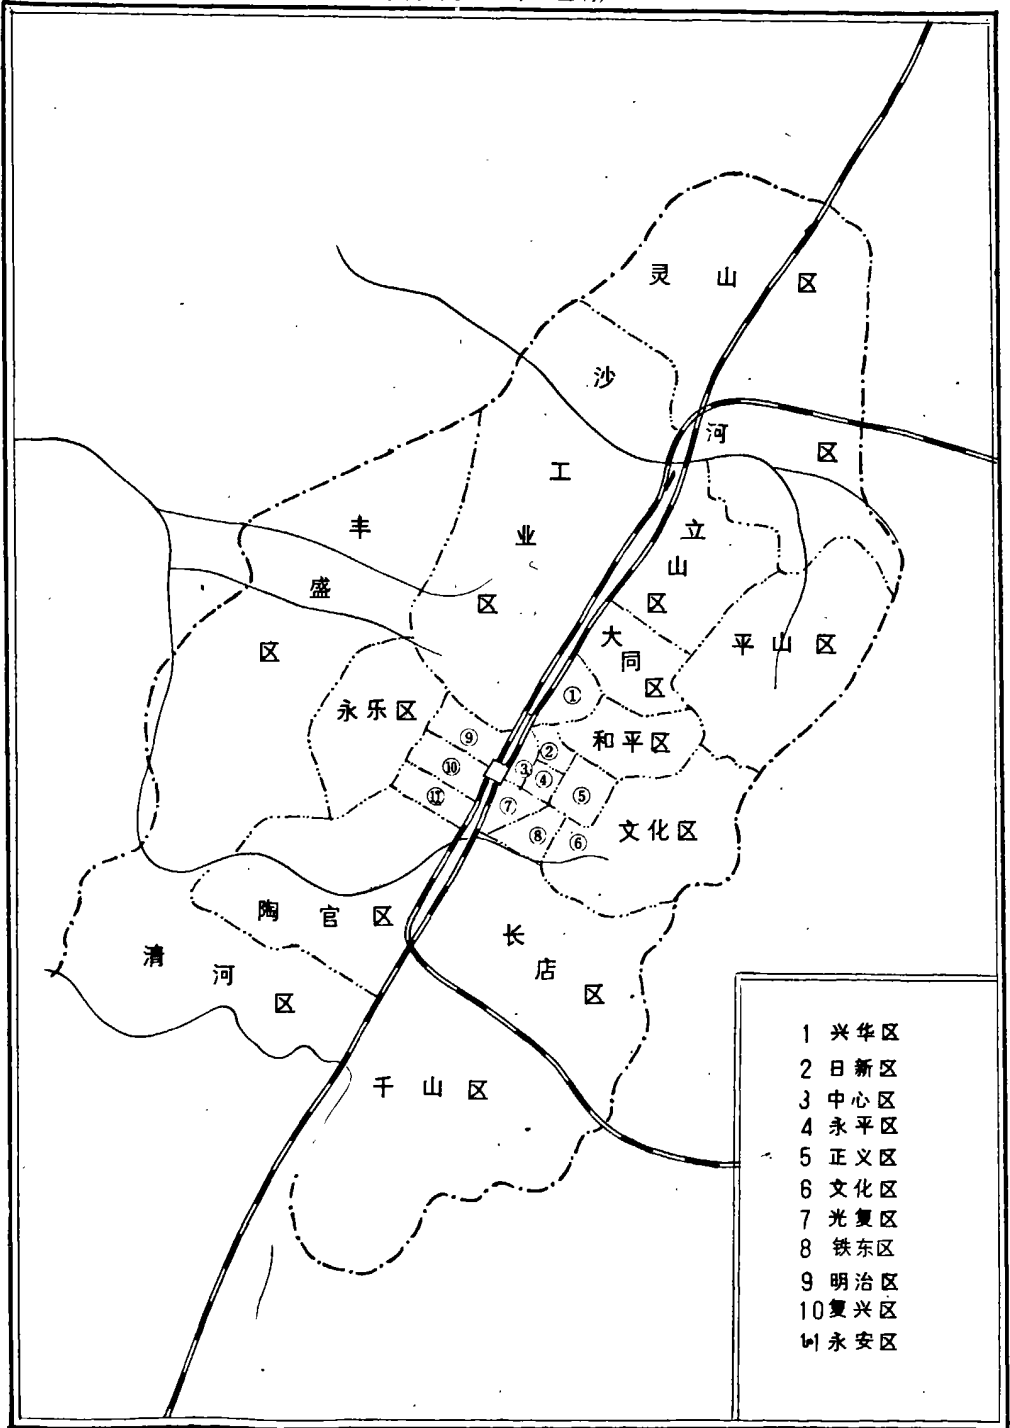 灵山区
沙河区
工业区
丰盛区
立山区
大同区
平山区
永乐区
①
和平区
⑨
②
③
⑩
④
⑤
⑪
⑦
⑧
⑥
文化区
陶官区
长店区
清河区
千山区
1 兴华区
2 日新区
3 中心区
4 永平区
5 正义区
6 文化区
7 光复区
8 铁东区
9 明治区
10 复兴区
11 永安区